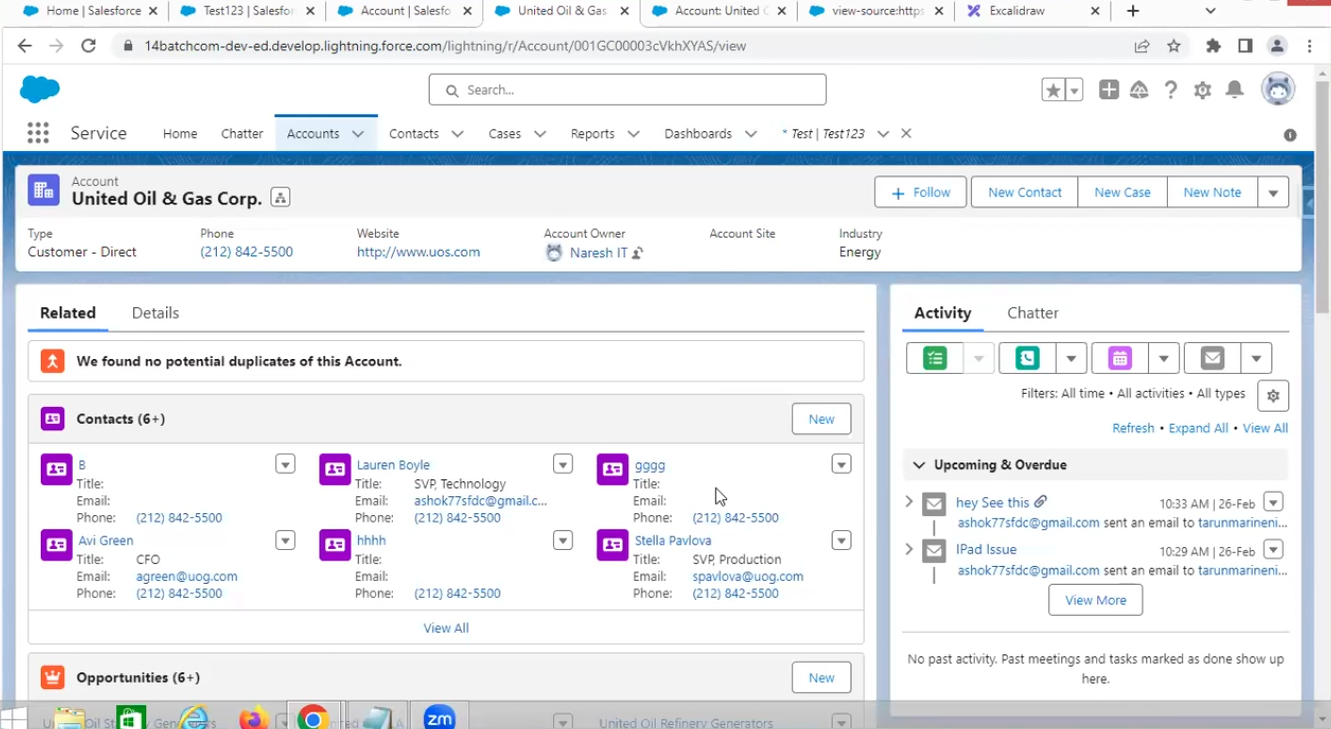 Home | Salesforce
Test123 | Salesfor
Account | Salesfo
United Oil & Gas
Account: United
view-source:https
Excalidraw
14batchcom-dev-ed.develop.lightning.force.com/lightning/r/Account/001GC00003cVkhXYAS/view
Search...
Service
Home
Chatter
Accounts
Contacts
Cases
Reports
Dashboards
* Test | Test123
Account
United Oil & Gas Corp.
+ Follow
New Contact
New Case
New Note
Type
Phone
Website
Account Owner
Account Site
Industry
Customer - Direct
(212) 842-5500
http://www.uos.com
Naresh IT
Energy
Related
Details
We found no potential duplicates of this Account.
Contacts (6+)
New
B
Title:
Email:
Phone: (212) 842-5500
Lauren Boyle
Title: SVP, Technology
Email: ashok77sfdc@gmail.c...
Phone: (212) 842-5500
gggg
Title:
Email:
Phone: (212) 842-5500
Avi Green
Title: CFO
Email: agreen@uog.com
Phone: (212) 842-5500
hhhh
Title:
Email:
Phone: (212) 842-5500
Stella Pavlova
Title: SVP, Production
Email: spavlova@uog.com
Phone: (212) 842-5500
View All
Opportunities (6+)
New
United Oil Refinery Generators
Activity
Chatter
Filters: All time • All activities • All types
Refresh • Expand All • View All
Upcoming & Overdue
hey See this
10:33 AM | 26-Feb
ashok77sfdc@gmail.com sent an email to tarunmarineni...
IPad Issue
10:29 AM | 26-Feb
ashok77sfdc@gmail.com sent an email to tarunmarineni...
View More
No past activity. Past meetings and tasks marked as done show up
here.
zm